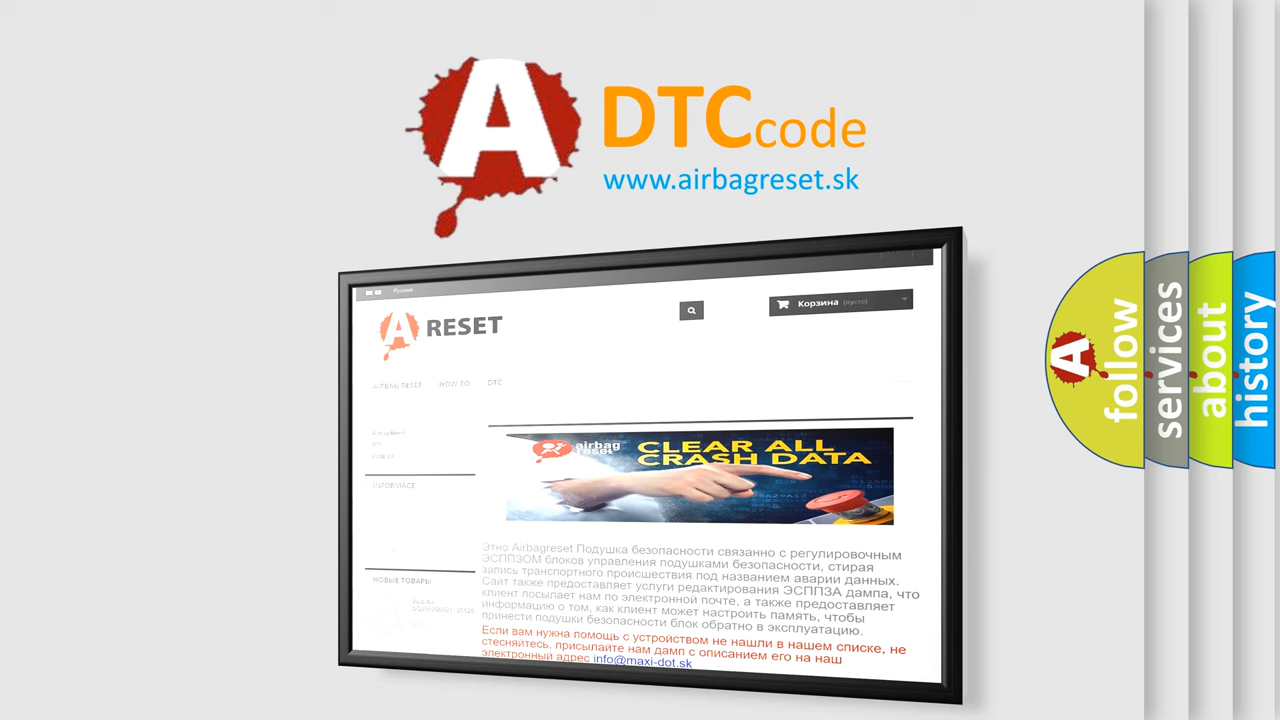 A DTC code
www.airbagreset.sk
Русский
A RESET
Корзина (пусто)
AIRBAG RESET HOW TO DTC
airbag
reset
CLEAR ALL
CRASH DATA
INFORMACE
НОВЫЕ ТОВАРЫ
Этно Airbagreset Подушка безопасности связанно с регулировочным
ЭСППЗОМ блоков управления подушками безопасности, стирая
запись транспортного происшествия под названием аварии данных.
Сайт также предоставляет услуги редактирования ЭСППЗА дампа, что
клиент посылает нам по электронной почте, а также предоставляет
информацию о том, как клиент может настроить память, чтобы
принести подушки безопасности блок обратно в эксплуатацию.
Если вам нужна помощь с устройством не нашли в нашем списке, не
стесняйтесь, присылайте нам дамп с описанием его на наш
электронный адрес info@maxi-dot.sk
A
follow
services
about
history